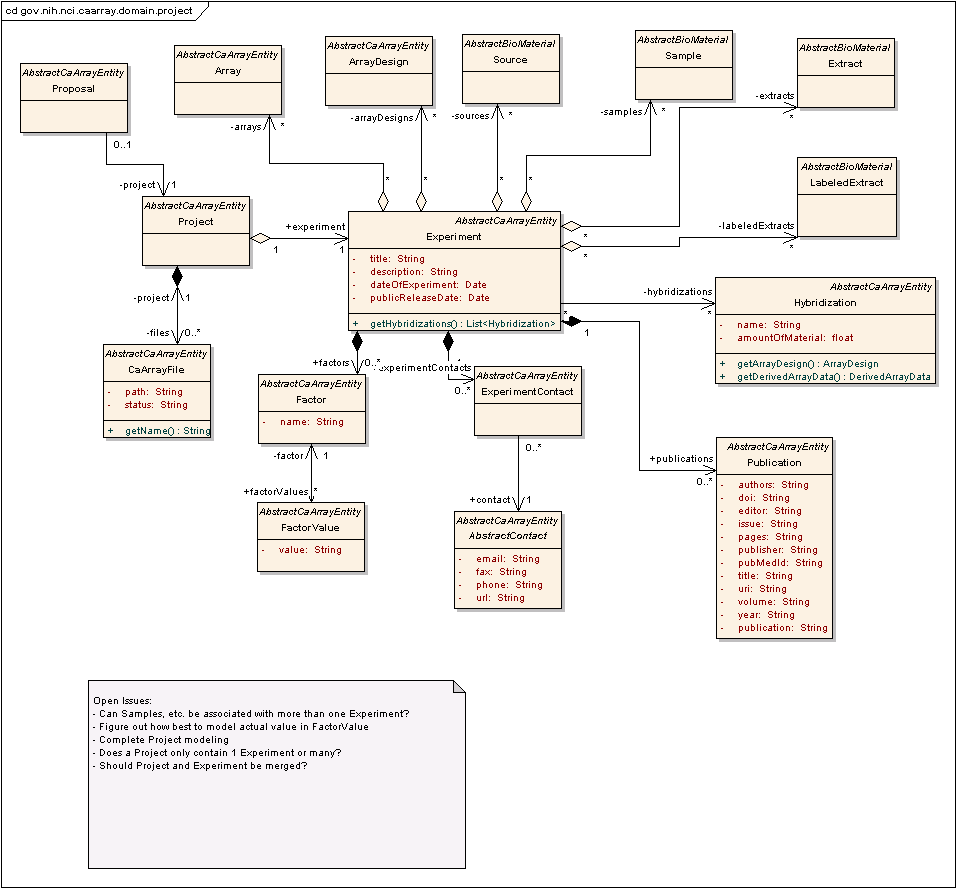 cd gov.nih.nci.caarray.domain.project
AbstractCaArrayEntity
Proposal
AbstractCaArrayEntity
Array
AbstractCaArrayEntity
ArrayDesign
AbstractBioMaterial
Source
AbstractBioMaterial
Sample
AbstractBioMaterial
Extract
-arrays
*
-arrayDesigns
*
-sources
*
-samples
*
-extracts
*
0..1
-project
1
*
*
*
*
AbstractBioMaterial
LabeledExtract
-labeledExtracts
*
AbstractCaArrayEntity
Project
+experiment
1
1
AbstractCaArrayEntity
Experiment
- title: String
- description: String
- dateOfExperiment: Date
- publicReleaseDate: Date
+ getHybridizations() : List<Hybridization>
*
*
-hybridizations
*
*
1
AbstractCaArrayEntity
Hybridization
- name: String
- amountOfMaterial: float
+ getArrayDesign() : ArrayDesign
+ getDerivedArrayData() : DerivedArrayData
-project
1
-files
0..*
AbstractCaArrayEntity
CaArrayFile
- path: String
- status: String
+ getName() : String
+factors
0..*
experimentContacts
0..*
AbstractCaArrayEntity
Factor
- name: String
AbstractCaArrayEntity
ExperimentContact
-factor
1
+factorValues
*
0..*
+contact
1
+publications
0..*
AbstractCaArrayEntity
FactorValue
- value: String
AbstractCaArrayEntity
AbstractContact
- email: String
- fax: String
- phone: String
- url: String
AbstractCaArrayEntity
Publication
- authors: String
- doi: String
- editor: String
- issue: String
- pages: String
- publisher: String
- pubMedId: String
- title: String
- uri: String
- volume: String
- year: String
- publication: String
Open Issues:
- Can Samples, etc. be associated with more than one Experiment?
- Figure out how best to model actual value in FactorValue
- Complete Project modeling
- Does a Project only contain 1 Experiment or many?
- Should Project and Experiment be merged?